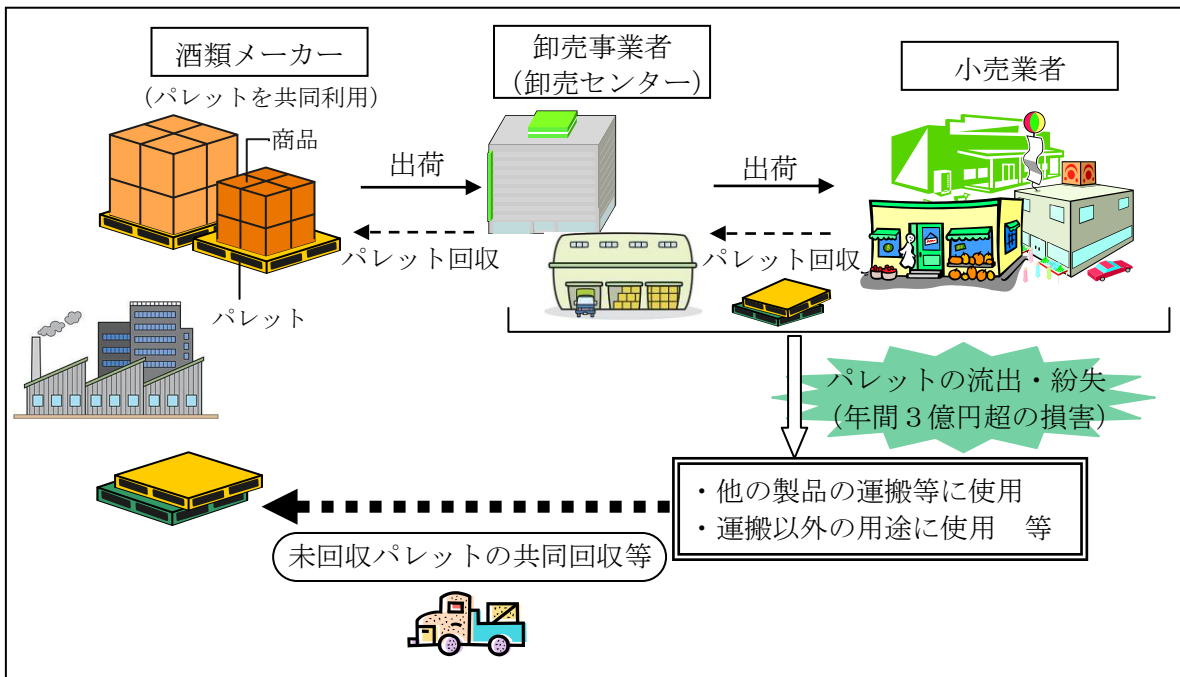 酒類メーカー
（パレットを共同利用）
商品
パレット
出荷
パレット回収
卸売事業者
（卸売センター）
出荷
パレット回収
小売業者
パレットの流出・紛失
（年間３億円超の損害）
・他の製品の運搬等に使用
・運搬以外の用途に使用　等
未回収パレットの共同回収等